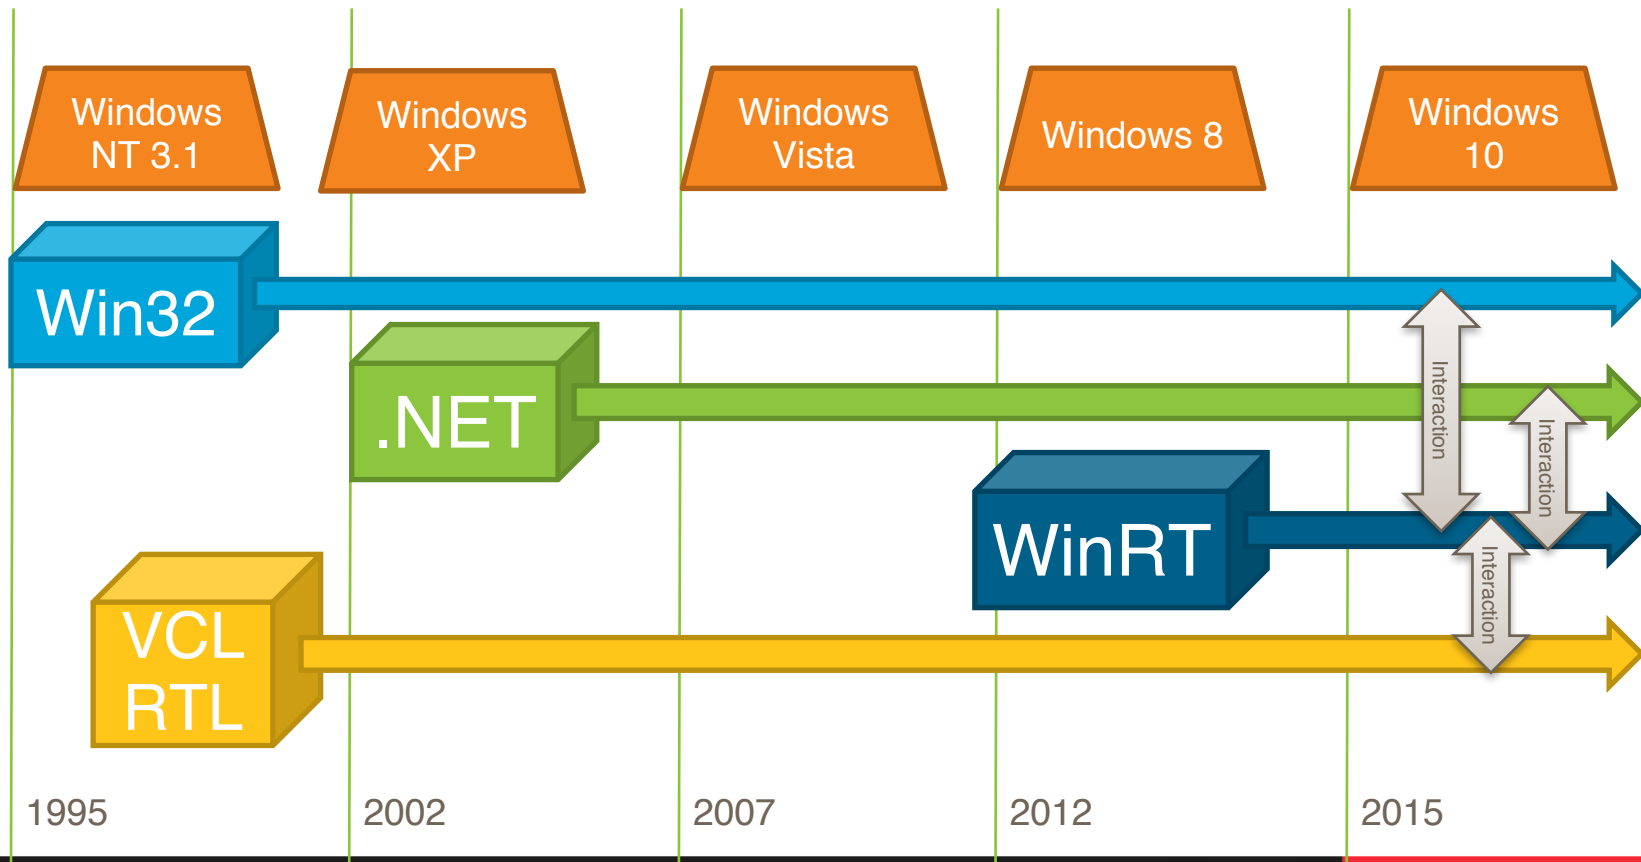 Windows
NT 3.1
Windows
XP
Windows
Vista
Windows 8
Windows
10
Win32
.NET
WinRT
VCL
RTL
Interaction
Interaction
Interaction
1995
2002
2007
2012
2015